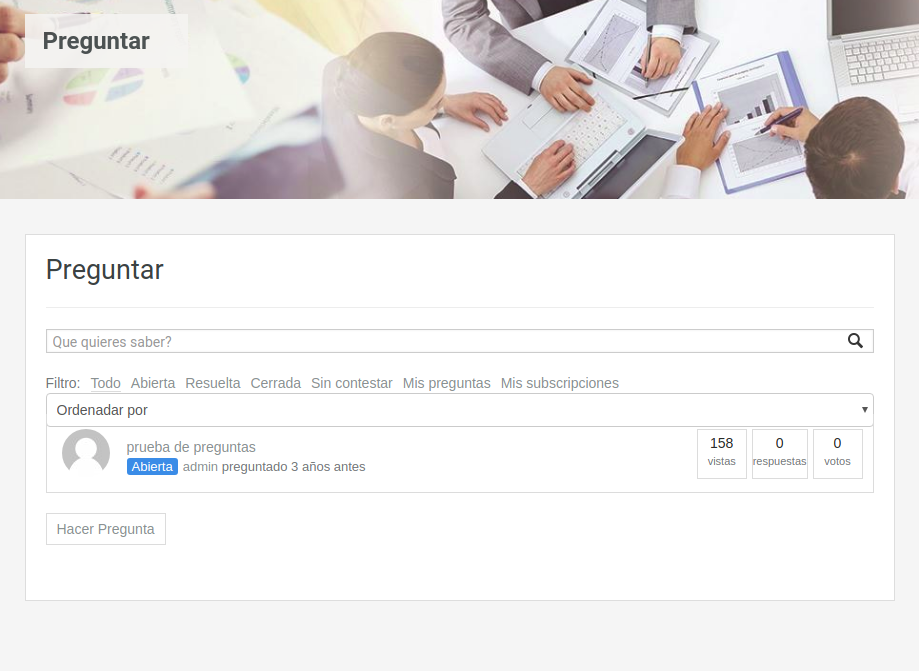 Preguntar
Preguntar
Que quieres saber?
Filtro: Todo Abierta Resuelta Cerrada Sin contestar Mis preguntas Mis subscripciones
Ordenadar por
prueba de preguntas
Abierta admin preguntado 3 años antes
158 0 0
vistas respuestas votos
Hacer Pregunta